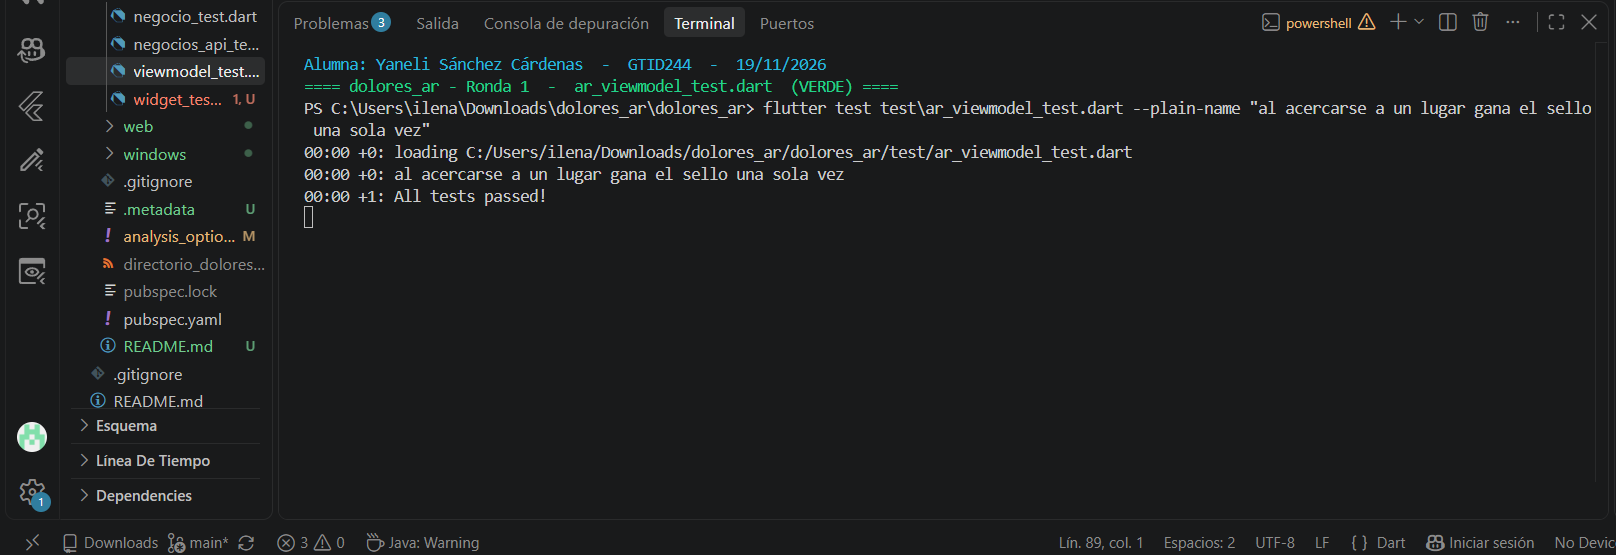 negocio_test.dart
negocios_api_te...
viewmodel_test....
widget_tes... 1, U
web
windows
.gitignore
.metadata U
analysis_optio... M
directorio_dolores...
pubspec.lock
pubspec.yaml
README.md U
.gitignore
README.md
Esquema
Línea De Tiempo
Dependencies
1
Problemas 3 Salida Consola de depuración Terminal Puertos powershell
Alumna: Yaneli Sánchez Cárdenas - GTID244 - 19/11/2026
==== dolores_ar - Ronda 1 - ar_viewmodel_test.dart (VERDE) ====
PS C:\Users\ilena\Downloads\dolores_ar\dolores_ar> flutter test test\ar_viewmodel_test.dart --plain-name "al acercarse a un lugar gana el sello
una sola vez"
00:00 +0: loading C:/Users/ilena/Downloads/dolores_ar/dolores_ar/test/ar_viewmodel_test.dart
00:00 +0: al acercarse a un lugar gana el sello una sola vez
00:00 +1: All tests passed!
Downloads main* 3 0 Java: Warning Lín. 89, col. 1 Espacios: 2 UTF-8 LF { } Dart Iniciar sesión No Devic